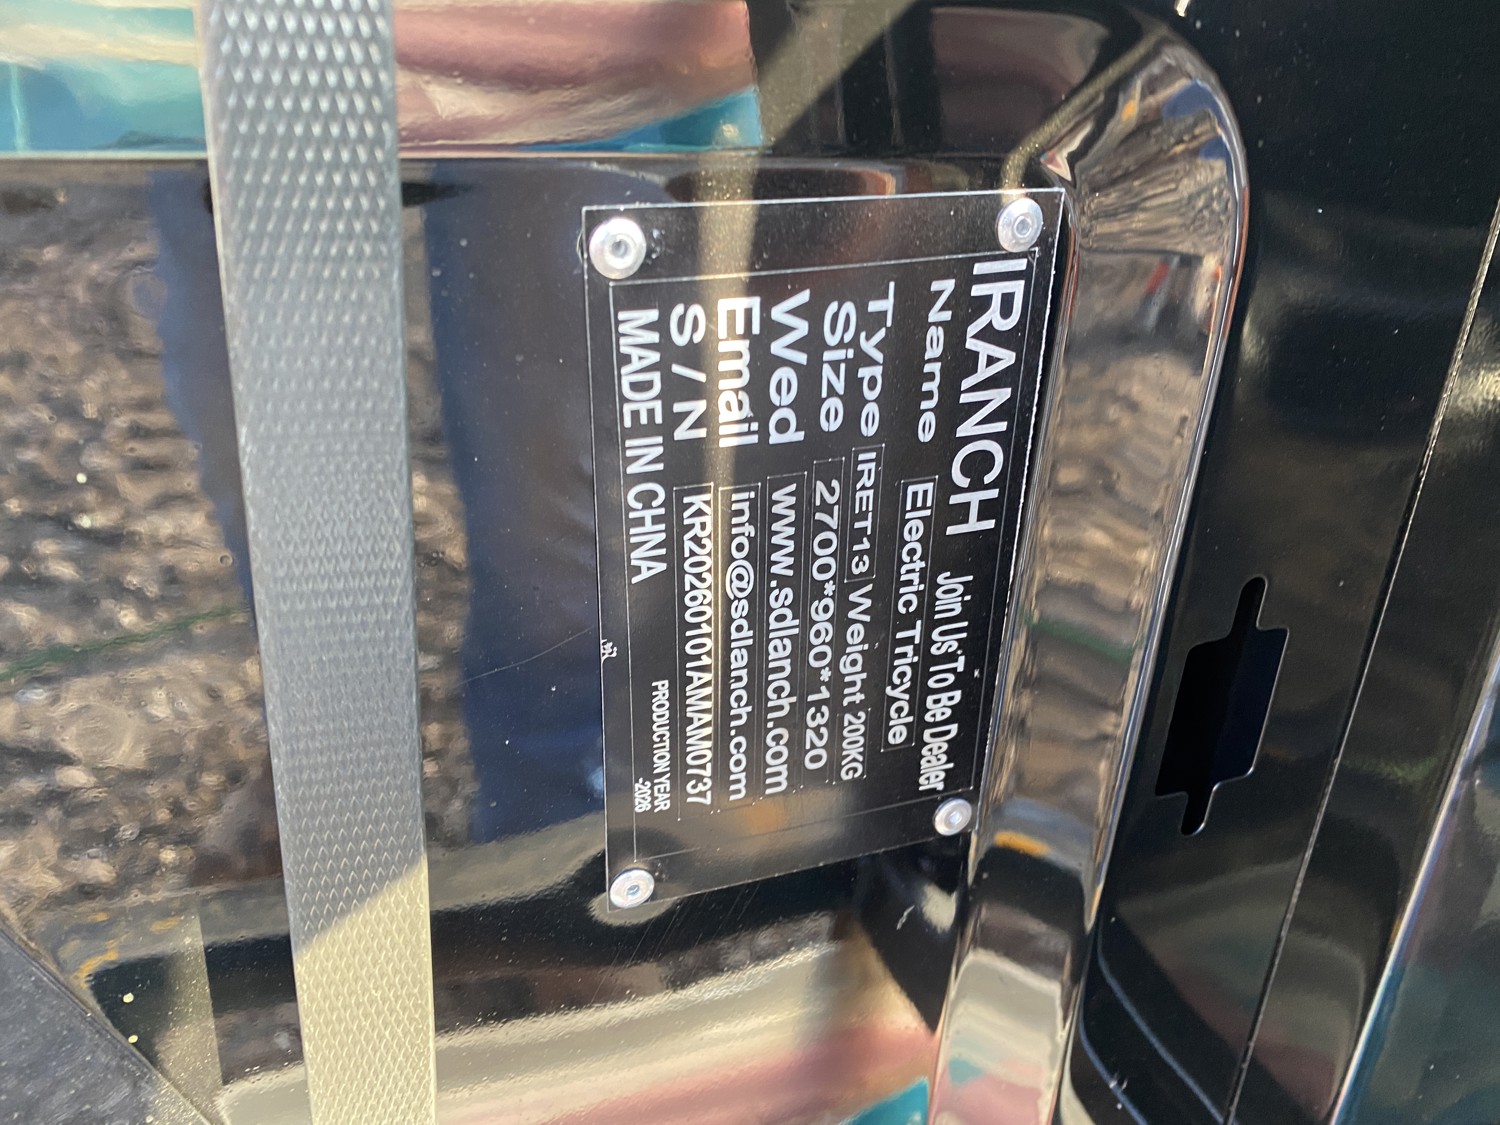 IRANCH Join Us To Be Dealer
Name Electric Tricycle
Type IRET13 Weight 200KG
Size 2700*960*1320
Wed www.sdlanch.com
Email info@sdlanch.com
S/N KR20260101AMAM0737
MADE IN CHINA PRODUCTION YEAR
-2026